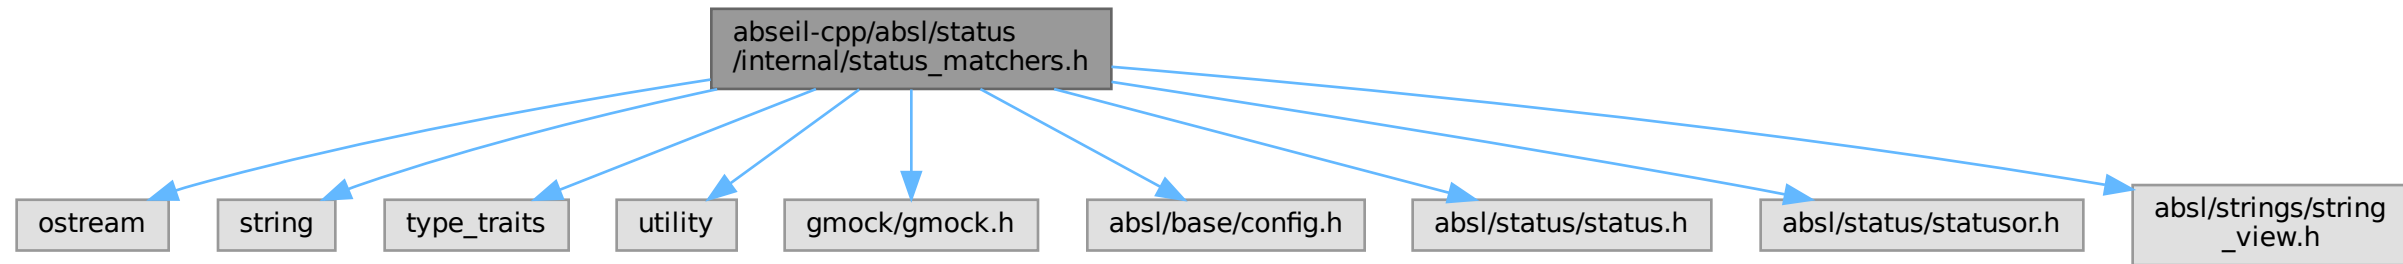 abseil-cpp/absl/status
/internal/status_matchers.h
ostream
string
type_traits
utility
gmock/gmock.h
absl/base/config.h
absl/status/status.h
absl/status/statusor.h
absl/strings/string
_view.h